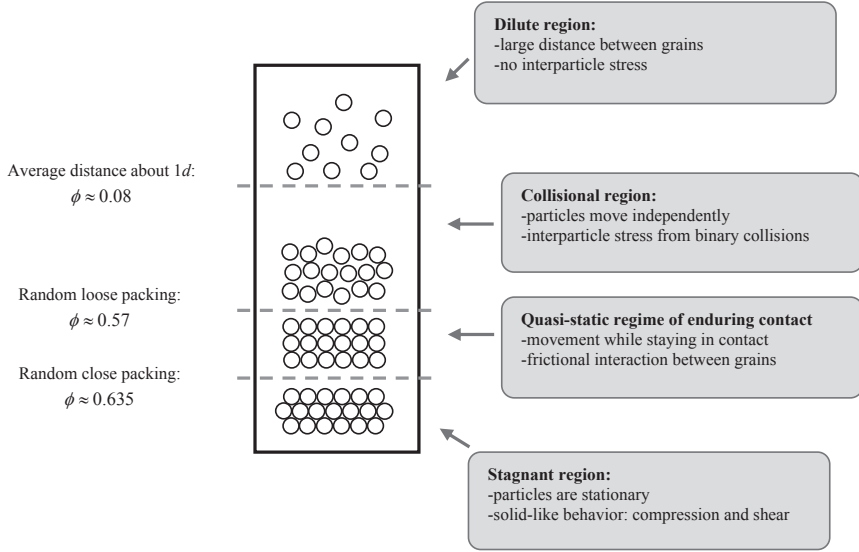 Dilute region:
-large distance between grains
-no interparticle stress
Average distance about 1d:
ϕ ≈ 0.08
Collisional region:
-particles move independently
-interparticle stress from binary collisions
Random loose packing:
ϕ ≈ 0.57
Quasi-static regime of enduring contact
-movement while staying in contact
-frictional interaction between grains
Random close packing:
ϕ ≈ 0.635
Stagnant region:
-particles are stationary
-solid-like behavior: compression and shear